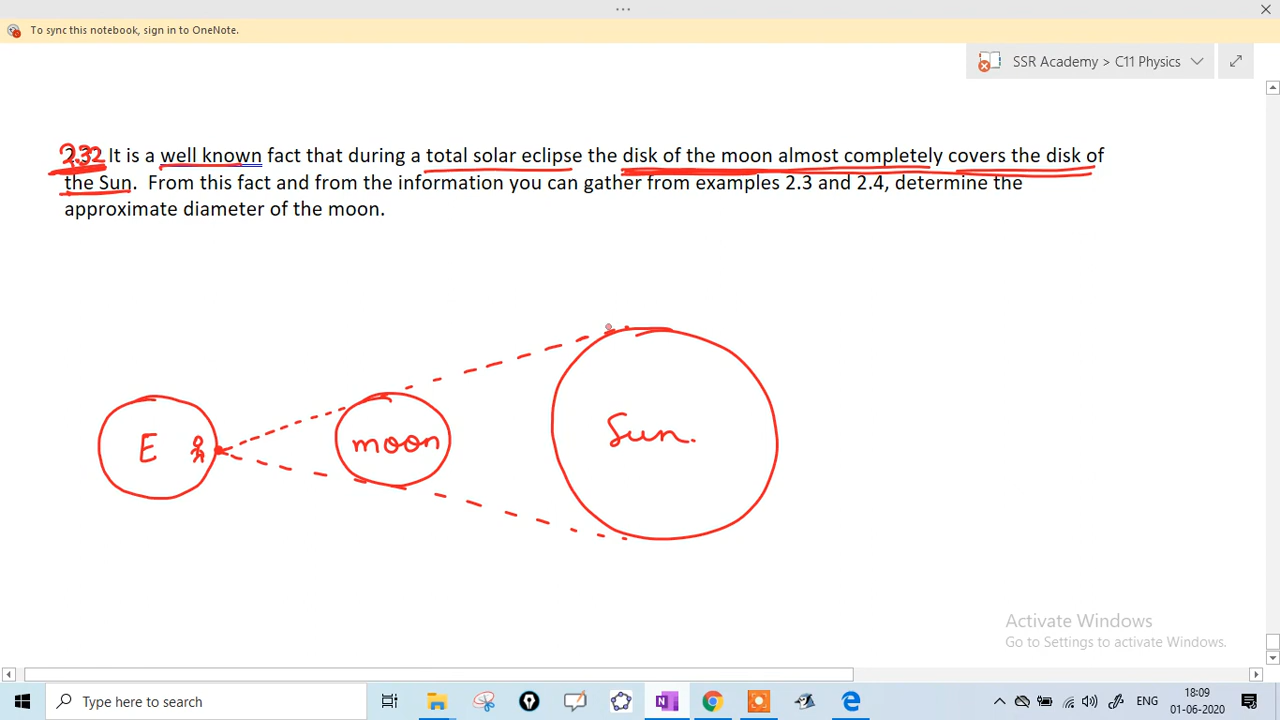 To sync this notebook, sign in to OneNote.
SSR Academy > C11 Physics
2.32 It is a well known fact that during a total solar eclipse the disk of the moon almost completely covers the disk of
the Sun. From this fact and from the information you can gather from examples 2.3 and 2.4, determine the
approximate diameter of the moon.
E
moon
Sun.
Activate Windows
Go to Settings to activate Windows.
Type here to search
ENG
18:09
01-06-2020